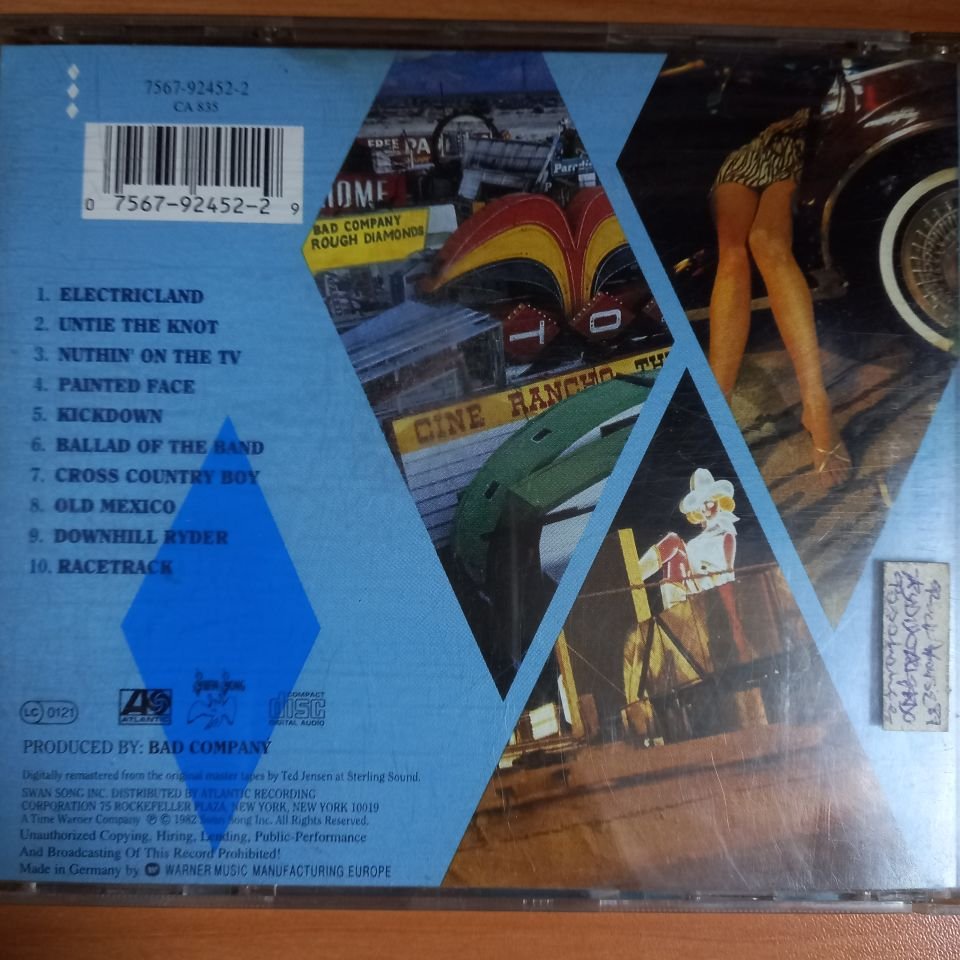 7567-92452-2
CA 835
0 7567-92452-2 9
FREE PA
HOME
BAD COMPANY
ROUGH DIAMONDS
T O
CINE RANCHO
1. ELECTRICLAND
2. UNTIE THE KNOT
3. NUTHIN' ON THE TV
4. PAINTED FACE
5. KICKDOWN
6. BALLAD OF THE BAND
7. CROSS COUNTRY BOY
8. OLD MEXICO
9. DOWNHILL RYDER
10. RACETRACK
LC 0121
ATLANTIC
SWAN SONG
COMPACT
disc
DIGITAL AUDIO
PRODUCED BY: BAD COMPANY
Digitally remastered from the original master tapes by Ted Jensen at Sterling Sound.
SWAN SONG INC. DISTRIBUTED BY ATLANTIC RECORDING
CORPORATION 75 ROCKEFELLER PLAZA, NEW YORK, NEW YORK 10019
A Time Warner Company ℗ © 1982 Swan Song Inc. All Rights Reserved.
Unauthorized Copying, Hiring, Lending, Public-Performance
And Broadcasting Of This Record Prohibited!
Made in Germany by WARNER MUSIC MANUFACTURING EUROPE